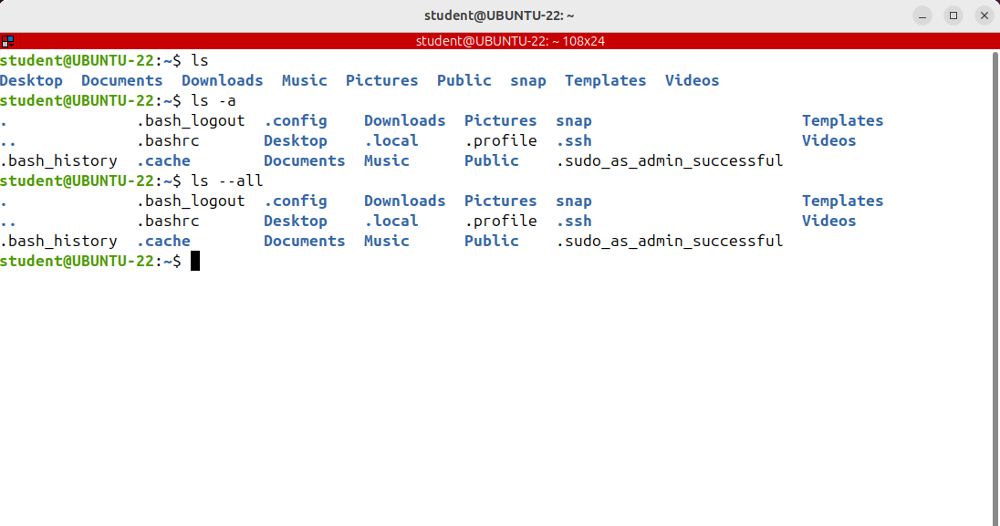 student@UBUNTU-22: ~
student@UBUNTU-22: ~ 108x24
student@UBUNTU-22:~$ ls
Desktop  Documents  Downloads  Music  Pictures  Public  snap  Templates  Videos
student@UBUNTU-22:~$ ls -a
.              .bash_logout  .config    Downloads  Pictures  snap                       Templates
..             .bashrc       Desktop    .local     .profile  .ssh                       Videos
.bash_history  .cache        Documents  Music      Public    .sudo_as_admin_successful
student@UBUNTU-22:~$ ls --all
.              .bash_logout  .config    Downloads  Pictures  snap                       Templates
..             .bashrc       Desktop    .local     .profile  .ssh                       Videos
.bash_history  .cache        Documents  Music      Public    .sudo_as_admin_successful
student@UBUNTU-22:~$